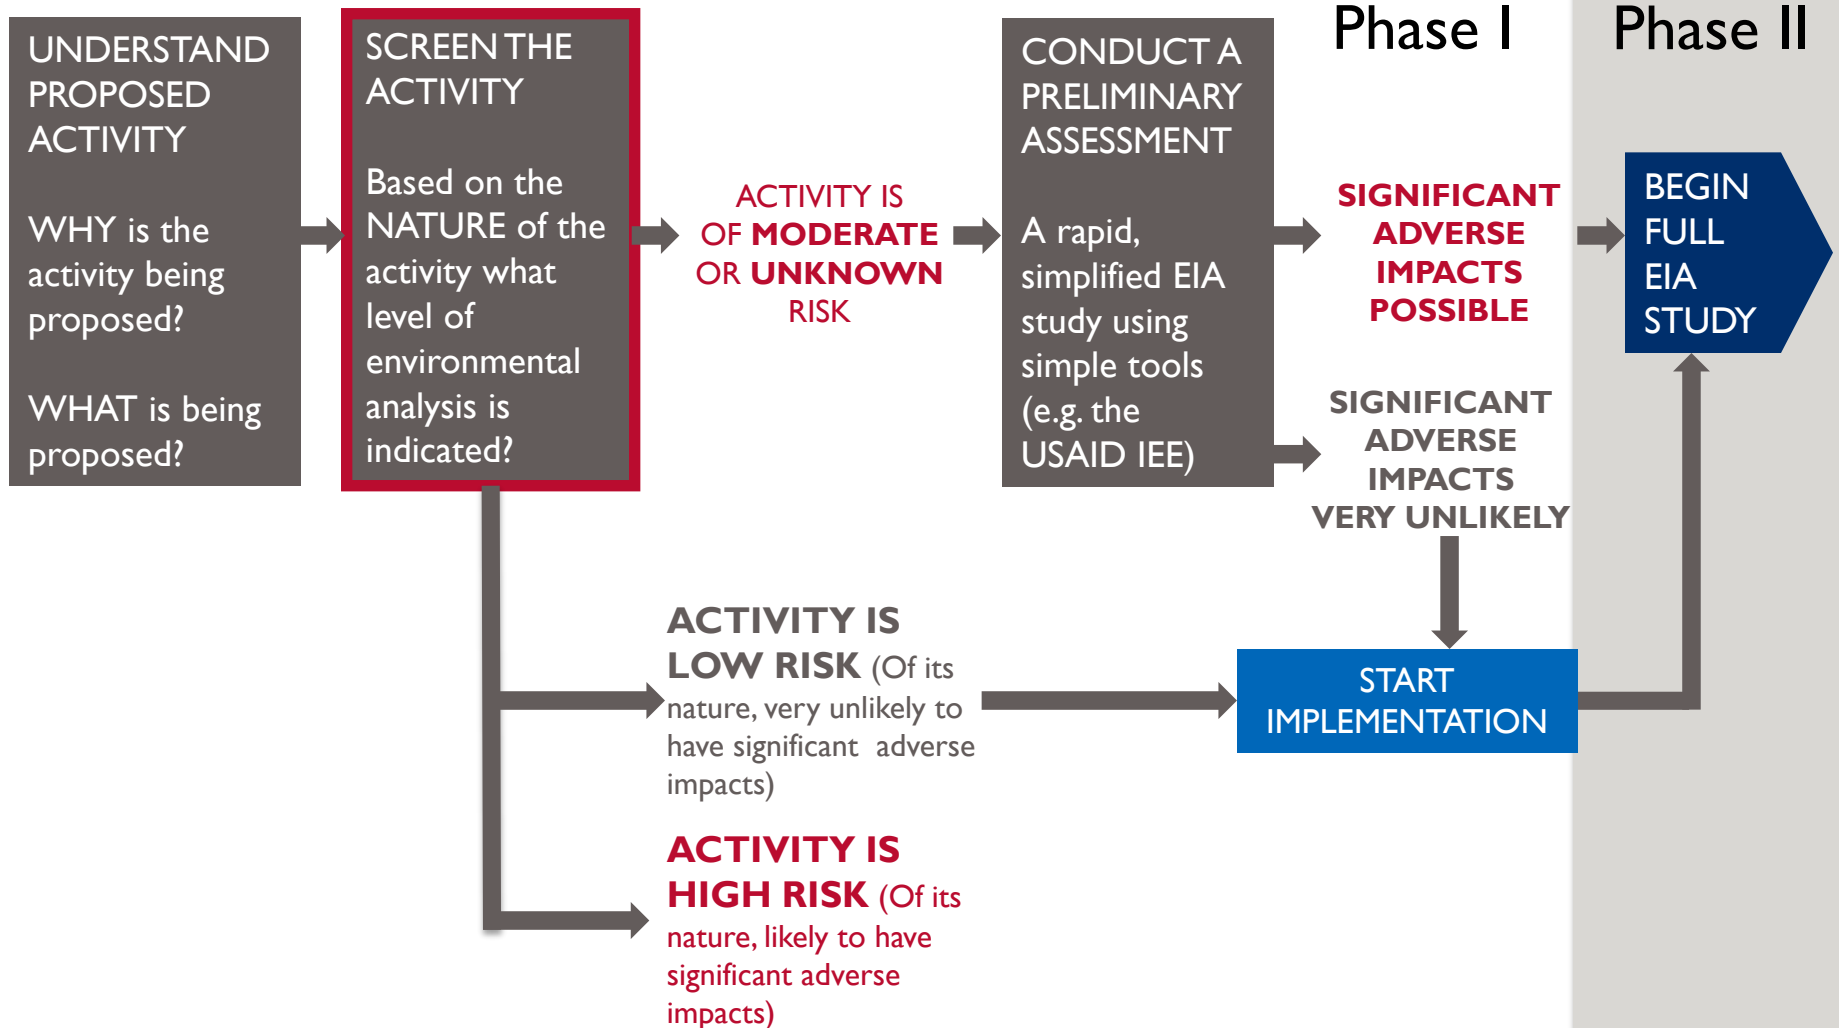 UNDERSTAND
PROPOSED
ACTIVITY
WHY is the
activity being
proposed?
WHAT is being
proposed?
SCREEN THE
ACTIVITY
Based on the
NATURE of the
activity what
level of
environmental
analysis is
indicated?
ACTIVITY IS
OF MODERATE
OR UNKNOWN
RISK
CONDUCT A
PRELIMINARY
ASSESSMENT
A rapid,
simplified EIA
study using
simple tools
(e.g. the
USAID IEE)
Phase I
SIGNIFICANT
ADVERSE
IMPACTS
POSSIBLE
SIGNIFICANT
ADVERSE
IMPACTS
VERY UNLIKELY
Phase II
BEGIN
FULL
EIA
STUDY
ACTIVITY IS
LOW RISK (Of its
nature, very unlikely to
have significant adverse
impacts)
START
IMPLEMENTATION
ACTIVITY IS
HIGH RISK (Of its
nature, likely to have
significant adverse
impacts)